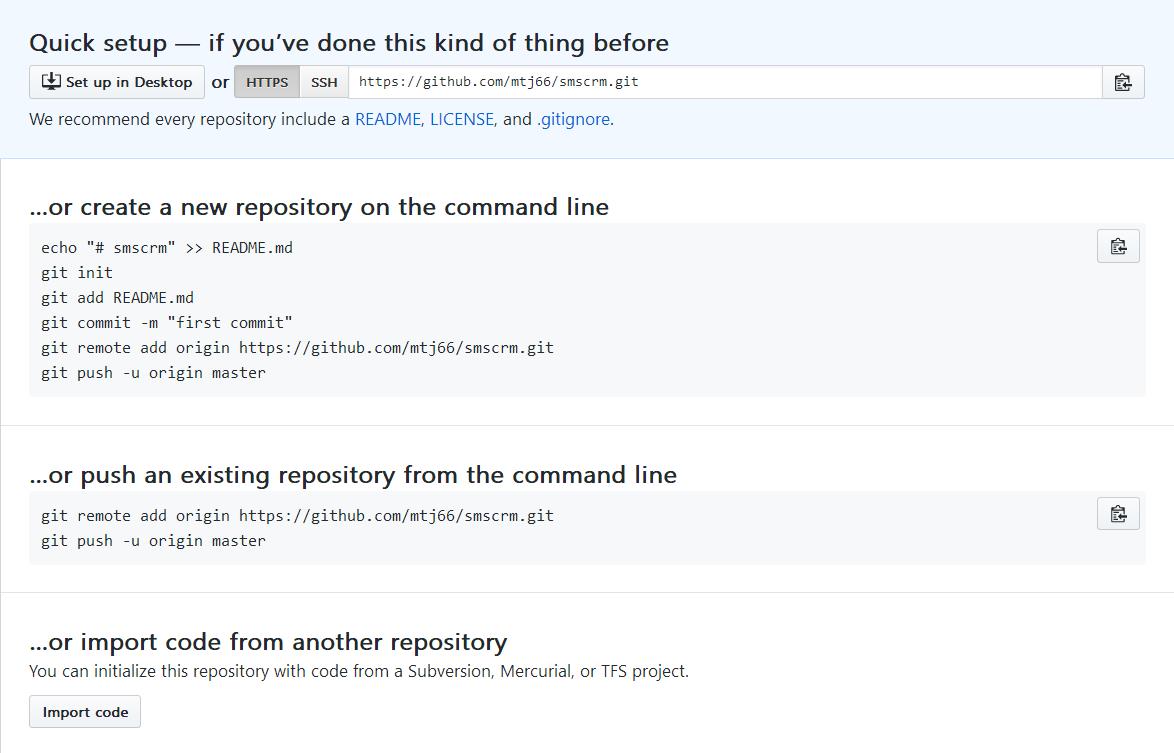 Quick setup — if you’ve done this kind of thing before
Set up in Desktop or HTTPS SSH https://github.com/mtj66/smscrm.git
We recommend every repository include a README, LICENSE, and .gitignore.
…or create a new repository on the command line
echo "# smscrm" >> README.md
git init
git add README.md
git commit -m "first commit"
git remote add origin https://github.com/mtj66/smscrm.git
git push -u origin master
…or push an existing repository from the command line
git remote add origin https://github.com/mtj66/smscrm.git
git push -u origin master
…or import code from another repository
You can initialize this repository with code from a Subversion, Mercurial, or TFS project.
Import code